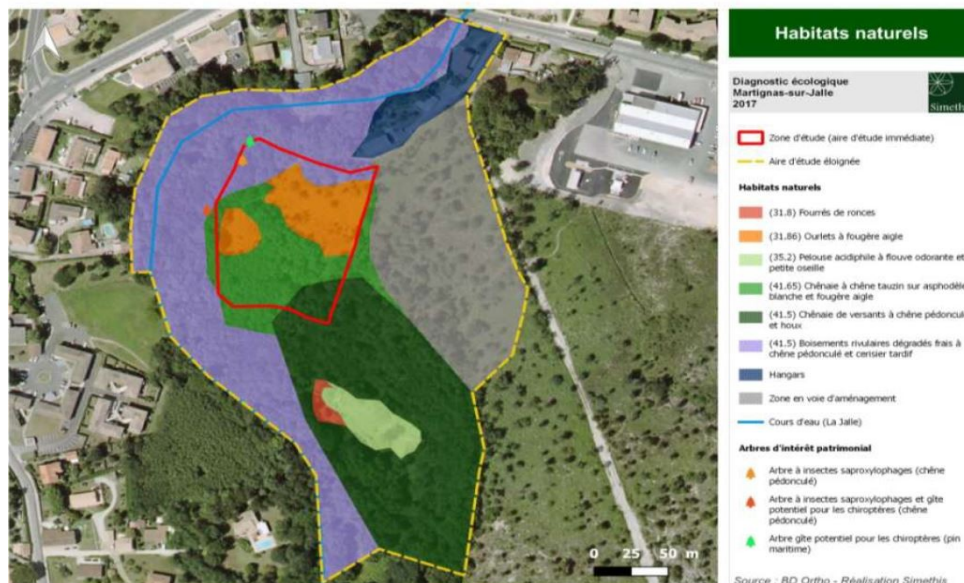 Habitats naturels
Diagnostic écologique
Martignas-sur-Jalle
2017
Simeth
Zone d'étude (aire d'étude immédiate)
Aire d'étude éloignée
Habitats naturels
(31.8) Fourrés de ronces
(31.86) Ourlets à fougère aigle
(35.2) Pelouse acidiphile à flouve odorante et
petite oseille
(41.65) Chênaie à chêne tauzin sur asphodèle
blanche et fougère aigle
(41.5) Chênaie de versants à chêne pédoncul
et houx
(41.5) Boisements rivulaires dégradés frais à
chêne pédonculé et cerisier tardif
Hangars
Zone en voie d'aménagement
Cours d'eau (La Jalle)
Arbres d'intérêt patrimonial
Arbre à insectes saproxylophages (chêne
pédonculé)
Arbre à insectes saproxylophages et gîte
potentiel pour les chiroptères (chêne
pédonculé)
Arbre gîte potentiel pour les chiroptères (pin
maritime)
0 25 50 m
Source : BD Ortho - Réalisation Simethis